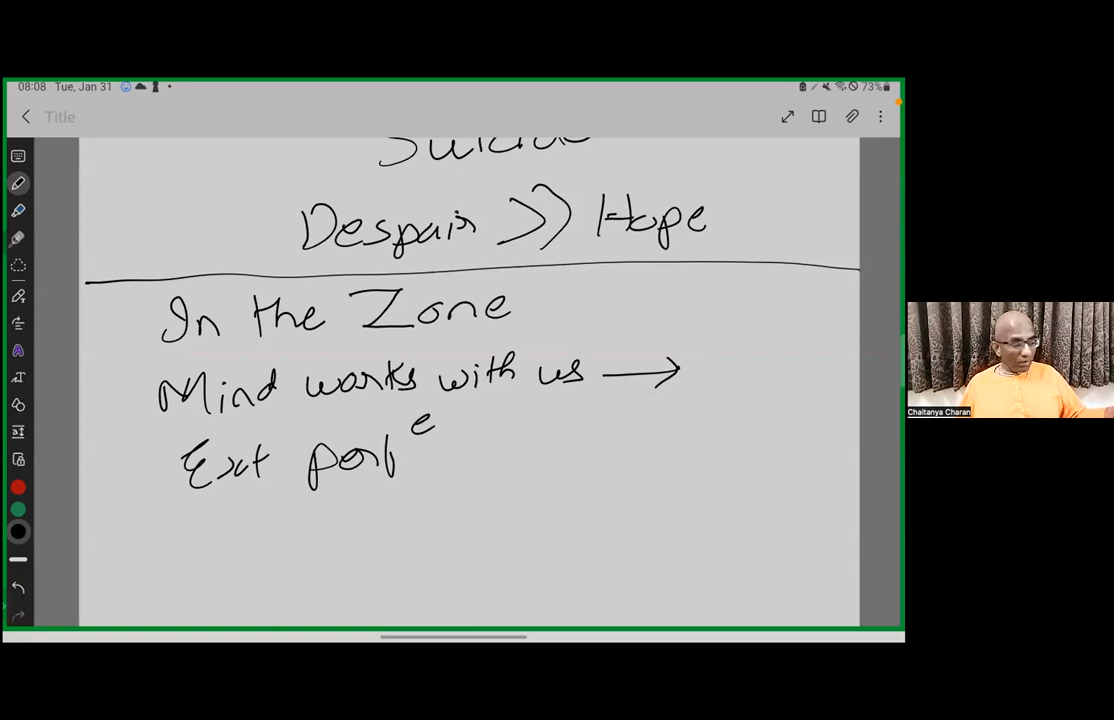 08:08 Tue, Jan 31 73%
Title
Suicide
Despair >> Hope
In the Zone
Mind works with us →
Ext perf e
Chaitanya Charan